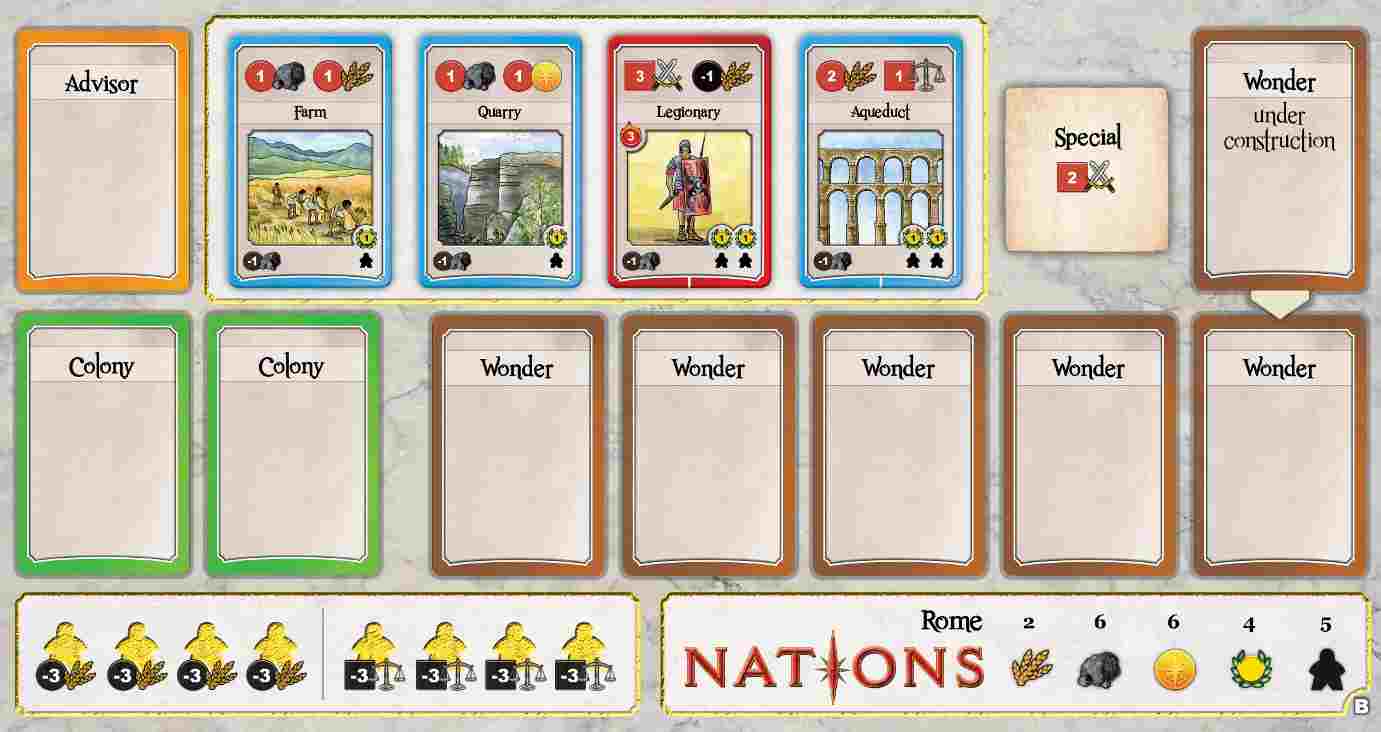 Advisor
1 1
Farm
1
-1
1 1
Quarry
1
-1
3 -1
Legionary
3
1 1
-1
2 1
Aqueduct
1 1
-1
Special
2
Wonder
under
construction
Colony
Colony
Wonder
Wonder
Wonder
Wonder
Wonder
-3 -3 -3 -3 -3 -3 -3 -3
Rome 2 6 6 4 5
NATIONS
B